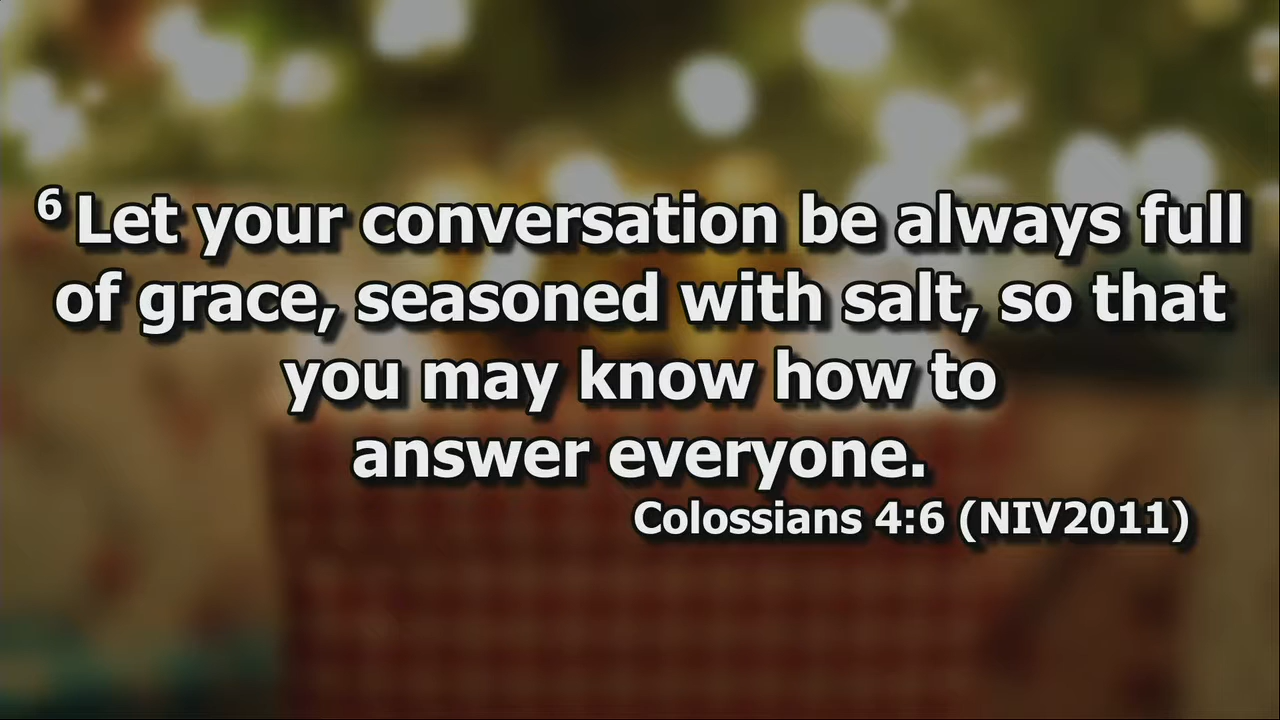 6 Let your conversation be always full
of grace, seasoned with salt, so that
you may know how to
answer everyone.
Colossians 4:6 (NIV2011)